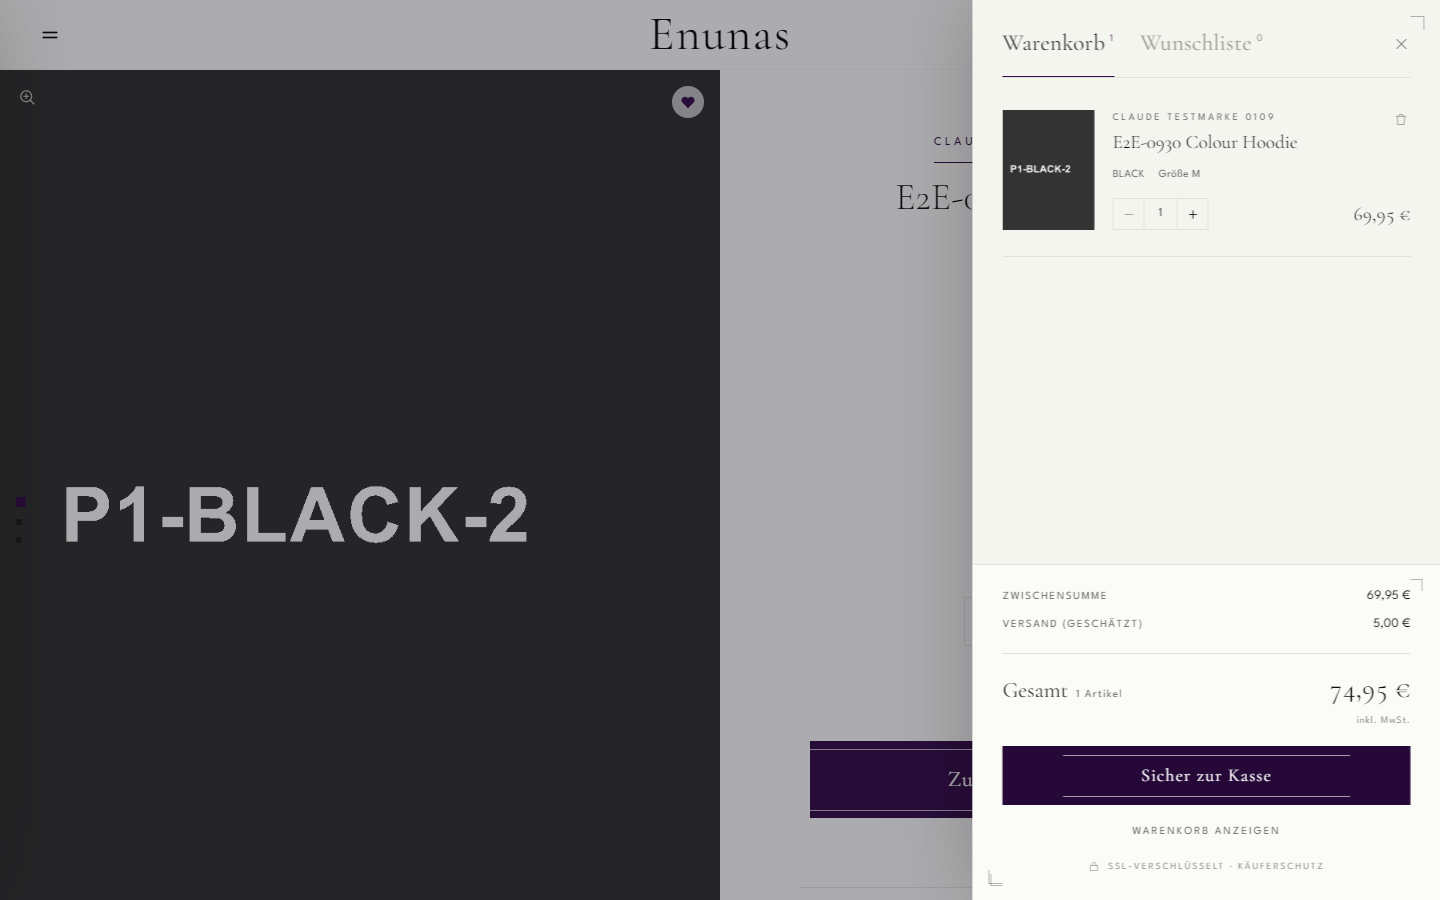 Enunas
P1-BLACK-2
CLAU
E2E-0
Zu
Warenkorb 1
Wunschliste 0
CLAUDE TESTMARKE 0109
E2E-0930 Colour Hoodie
P1-BLACK-2
BLACK Größe M
− 1 +
69,95 €
ZWISCHENSUMME 69,95 €
VERSAND (GESCHÄTZT) 5,00 €
Gesamt 1 Artikel 74,95 €
inkl. MwSt.
Sicher zur Kasse
WARENKORB ANZEIGEN
SSL-VERSCHLÜSSELT · KÄUFERSCHUTZ